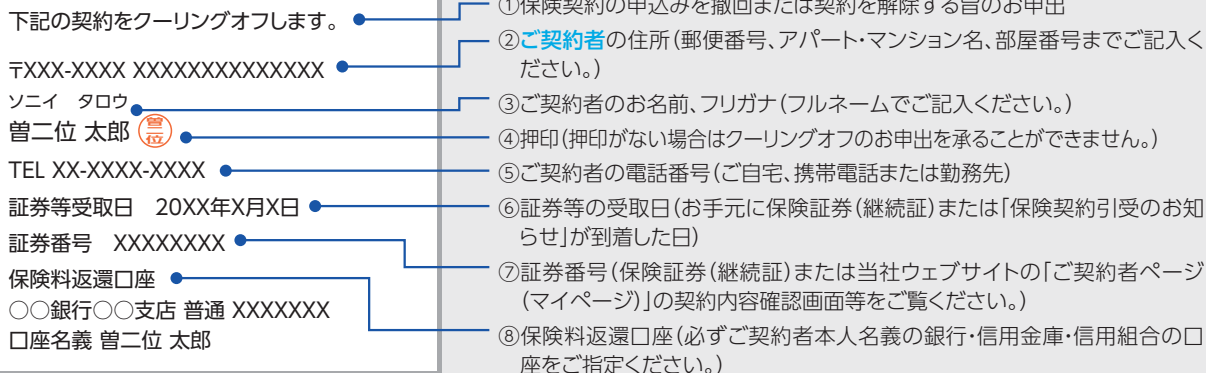 下記の契約をクーリングオフします。
〒XXX-XXXX XXXXXXXXXXXXXX
ソニイ タロウ
曽二位 太郎 曽二位
TEL XX-XXXX-XXXX
証券等受取日 20XX年X月X日
証券番号 XXXXXXXX
保険料返還口座
○○銀行○○支店 普通 XXXXXXX
口座名義 曽二位 太郎
①保険契約の申込みを撤回または契約を解除する旨のお申出
②ご契約者の住所(郵便番号、アパート・マンション名、部屋番号までご記入く
ださい。)
③ご契約者のお名前、フリガナ(フルネームでご記入ください。)
④押印(押印がない場合はクーリングオフのお申出を承ることができません。)
⑤ご契約者の電話番号(ご自宅、携帯電話または勤務先)
⑥証券等の受取日(お手元に保険証券(継続証)または「保険契約引受のお知
らせ」が到着した日)
⑦証券番号(保険証券(継続証)または当社ウェブサイトの「ご契約者ページ
(マイページ)」の契約内容確認画面等をご覧ください。)
⑧保険料返還口座(必ずご契約者本人名義の銀行・信用金庫・信用組合の口
座をご指定ください。)